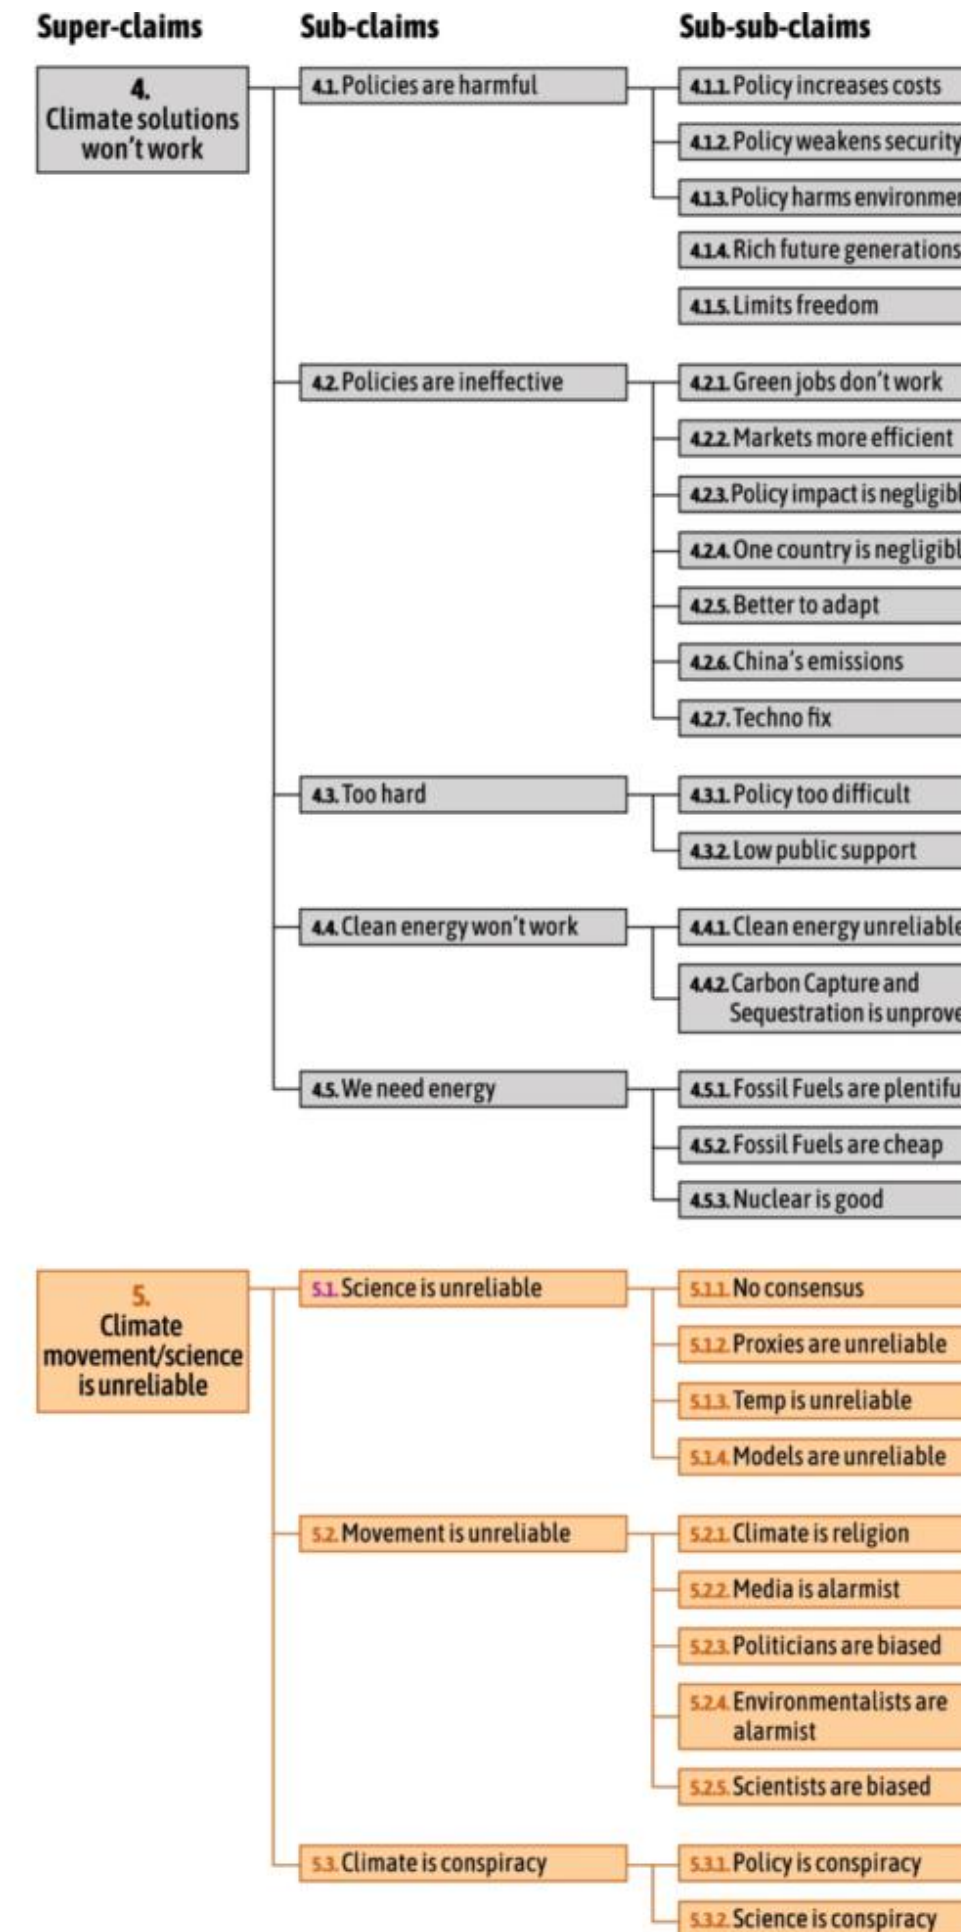 Super-claims Sub-claims Sub-sub-claims
4.
Climate solutions
won't work
4.1. Policies are harmful
4.1.1. Policy increases costs
4.1.2. Policy weakens security
4.1.3. Policy harms
4.1.4. Rich future generations
4.1.5. Limits freedom
4.2. Policies are ineffective
4.2.1. Green jobs don't work
4.2.2. Markets more efficient
4.2.3. Policy impact is
4.2.4. One country is
4.2.5. Better to adapt
4.2.6. China's emissions
4.2.7. Techno fix
4.3. Too hard
4.3.1. Policy too difficult
4.3.2. Low public support
4.4. Clean energy won't work
4.4.1. Clean energy unreliable
4.4.2. Carbon Capture and
Sequestration is
4.5. We need energy
4.5.1. Fossil Fuels are
4.5.2. Fossil Fuels are cheap
4.5.3. Nuclear is good
5.
Climate
movement/science
is unreliable
5.1. Science is unreliable
5.1.1. No consensus
5.1.2. Proxies are unreliable
5.1.3. Temp is unreliable
5.1.4. Models are unreliable
5.2. Movement is unreliable
5.2.1. Climate is religion
5.2.2. Media is alarmist
5.2.3. Politicians are biased
5.2.4. Environmentalists are
alarmist
5.2.5. Scientists are biased
5.3. Climate is conspiracy
5.3.1. Policy is conspiracy
5.3.2. Science is conspiracy